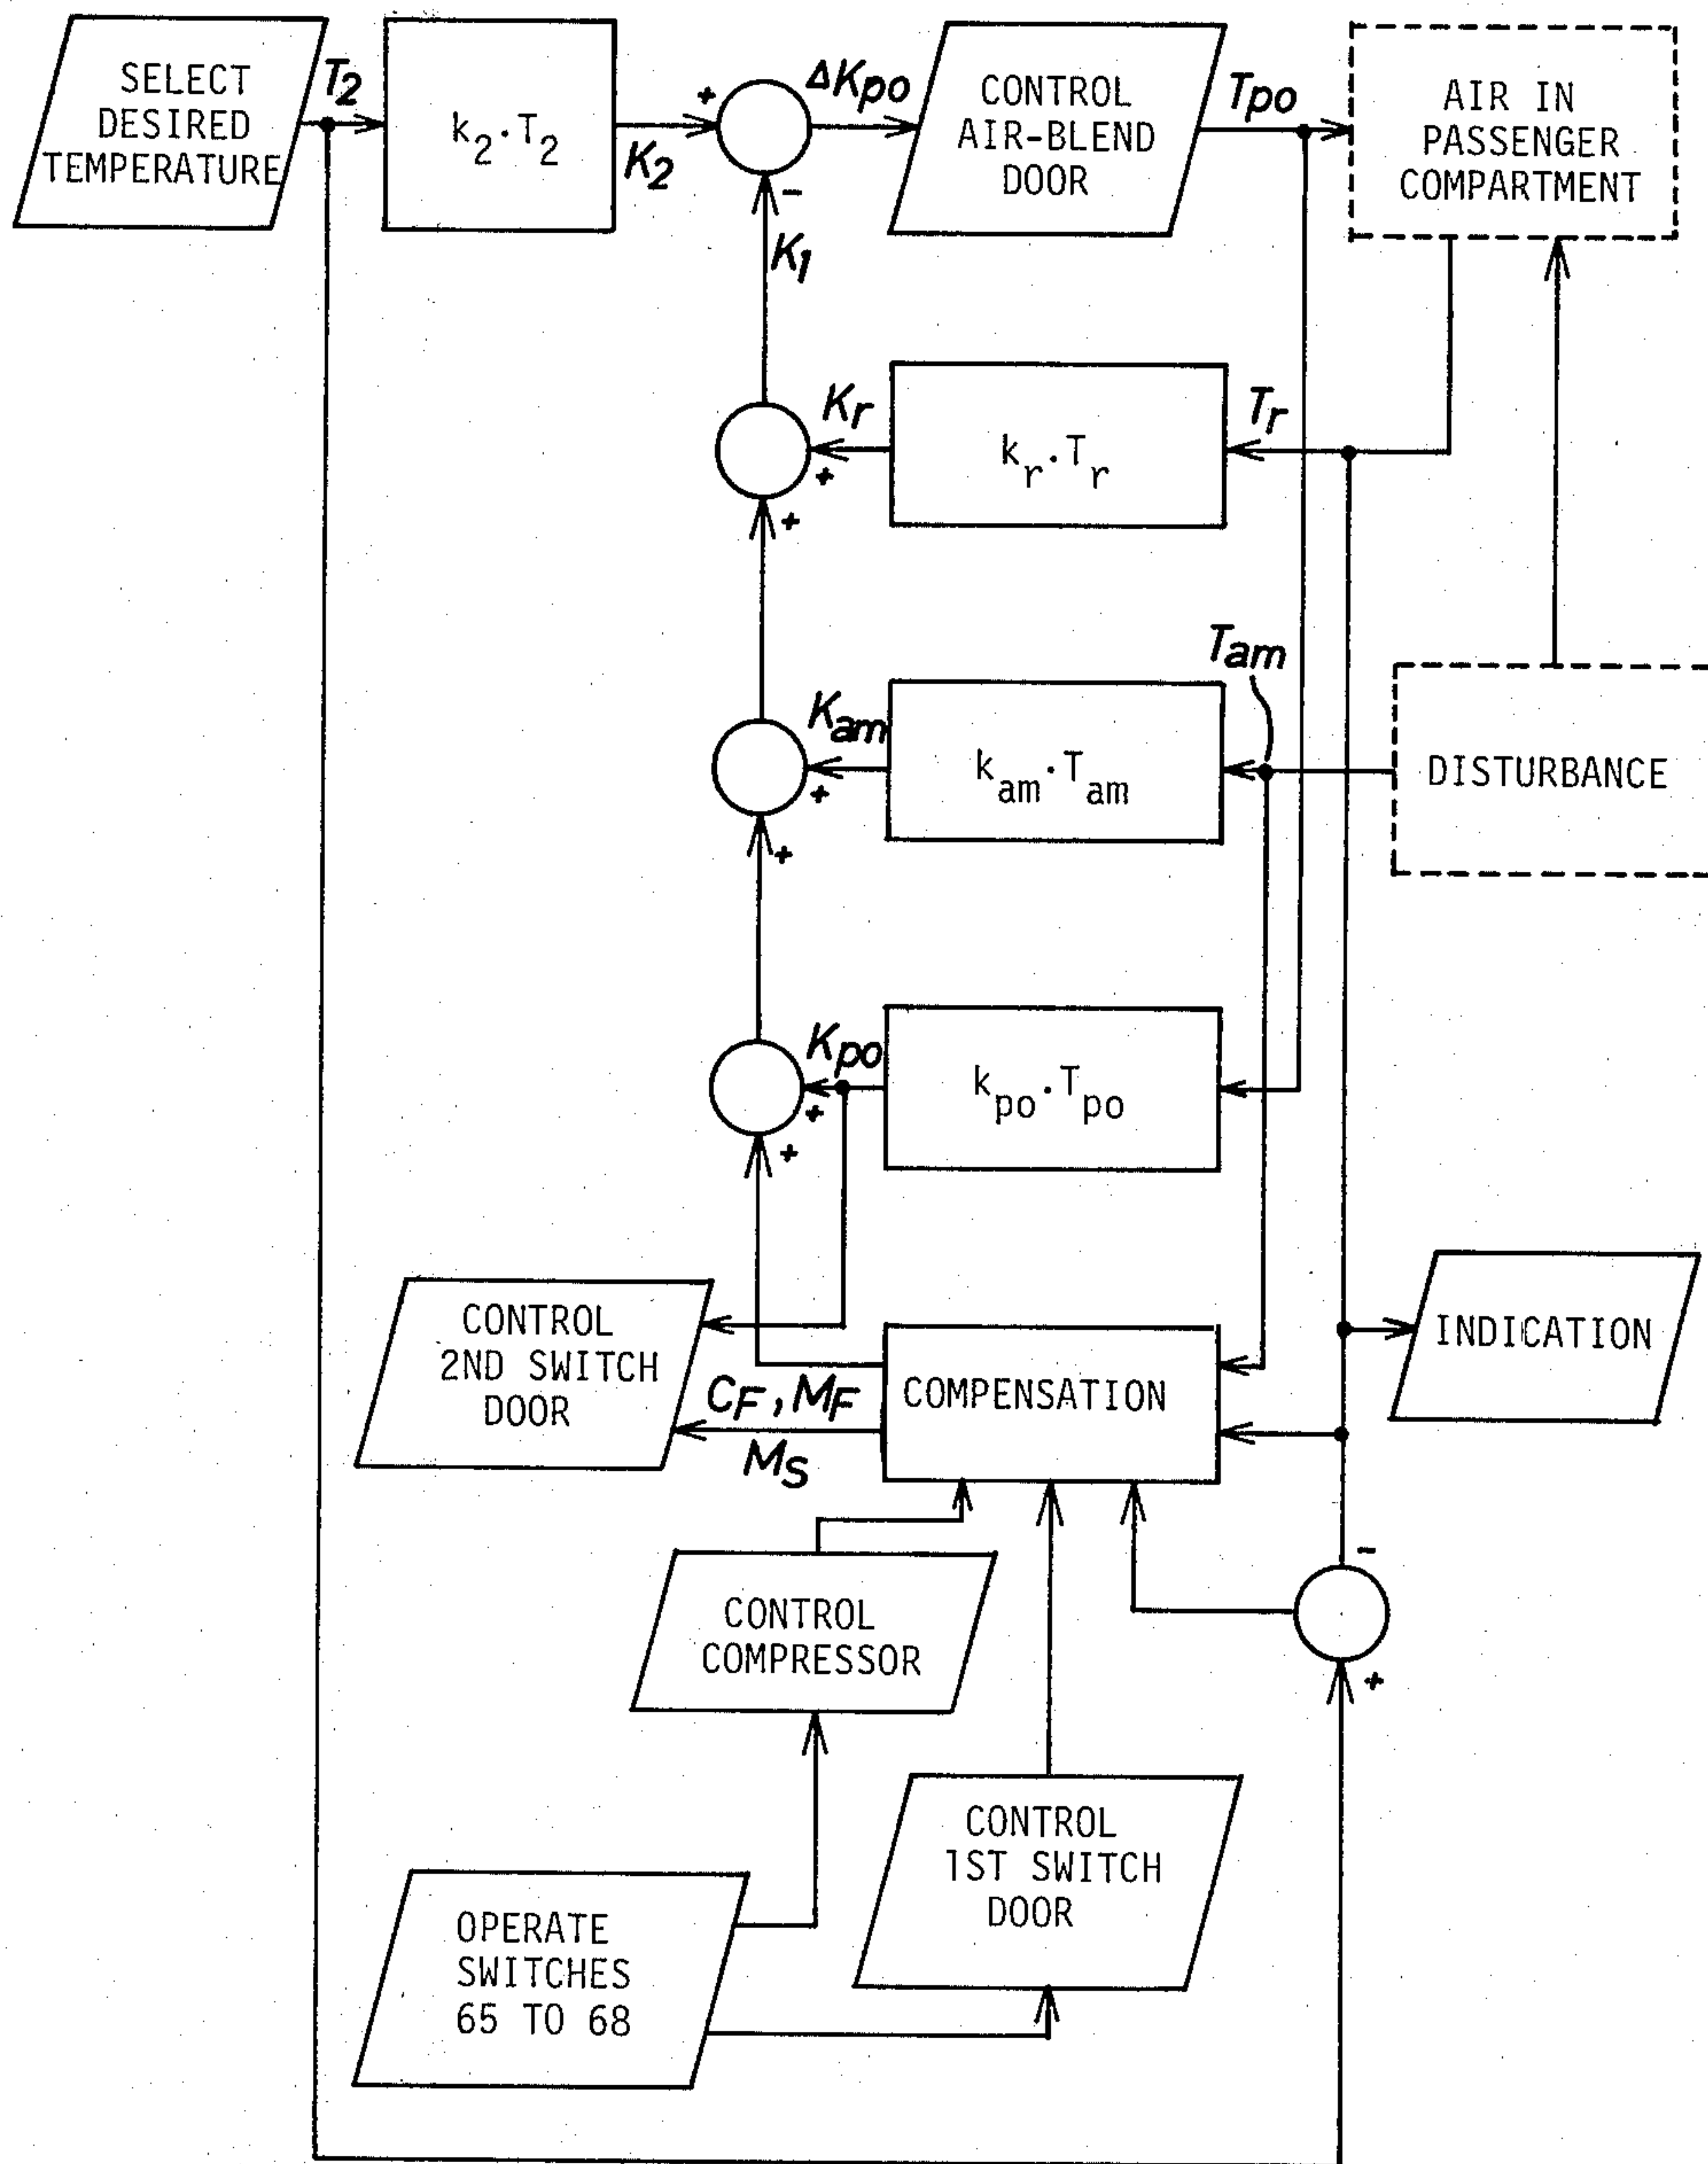 SELECT
DESIRED
TEMPERATURE
T2
k2·T2
K2
+
-
ΔKpo
CONTROL
AIR-BLEND
DOOR
Tpo
AIR IN
PASSENGER
COMPARTMENT
K1
Kr
+
+
kr·Tr
Tr
Tam
Kam
+
+
kam·Tam
DISTURBANCE
Kpo
+
+
kpo·Tpo
CONTROL
2ND SWITCH
DOOR
CF, MF
MS
COMPENSATION
INDICATION
-
+
CONTROL
COMPRESSOR
CONTROL
1ST SWITCH
DOOR
OPERATE
SWITCHES
65 TO 68